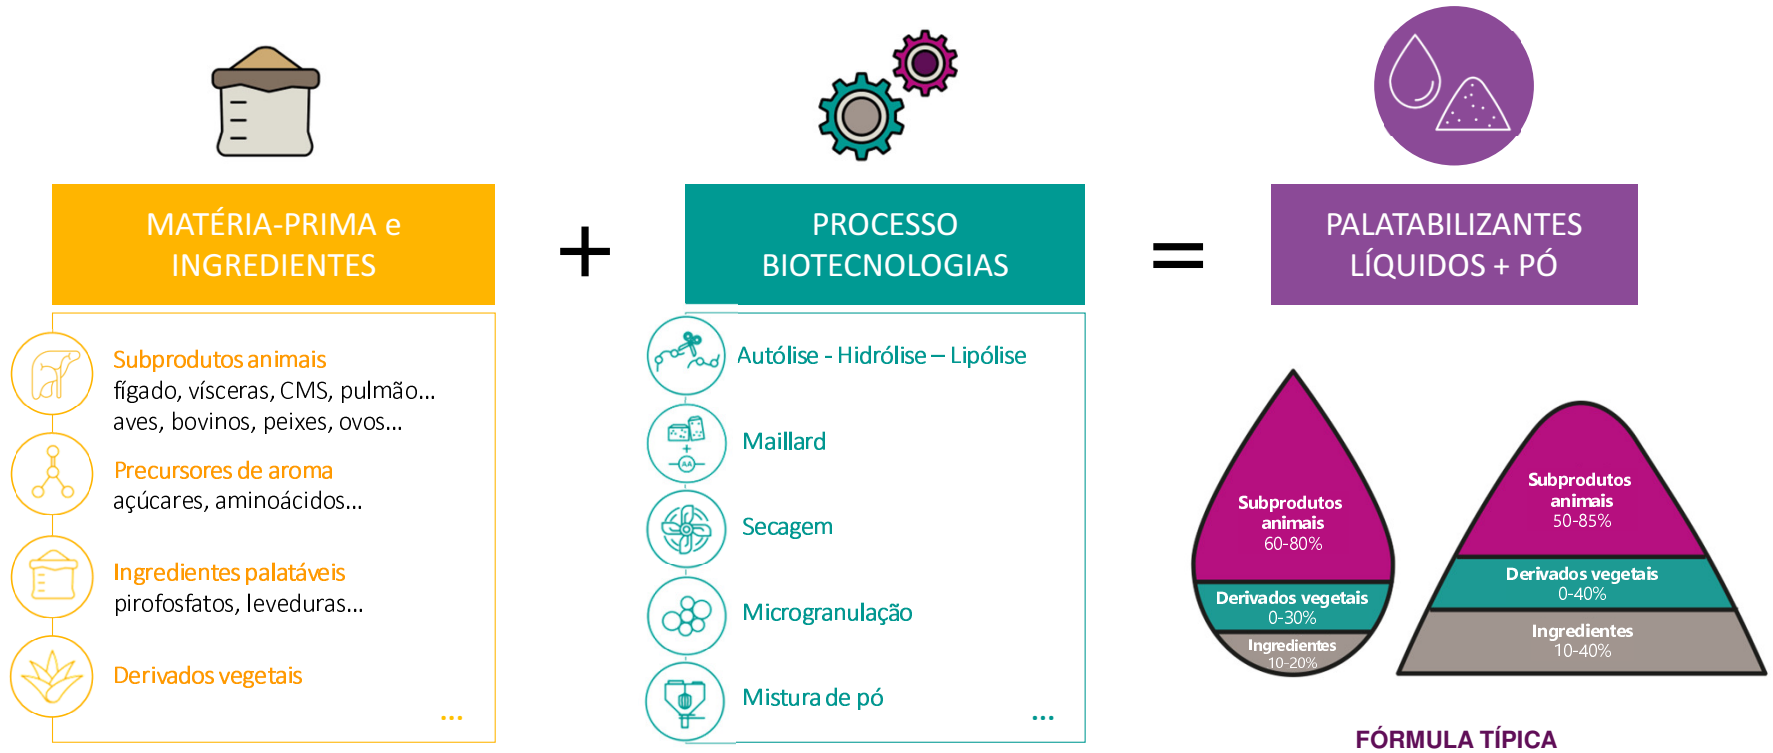 MATÉRIA-PRIMA e
INGREDIENTES
Subprodutos animais
fígado, vísceras, CMS, pulmão...
aves, bovinos, peixes, ovos...
Precursores de aroma
açúcares, aminoácidos...
Ingredientes palatáveis
pirofosfatos, leveduras...
Derivados vegetais
...
+
PROCESSO
BIOTECNOLOGIAS
Autólise - Hidrólise – Lipólise
+
AA
Maillard
Secagem
Microgranulação
Mistura de pó
...
=
PALATABILIZANTES
LÍQUIDOS + PÓ
Subprodutos
animais
60-80%
Derivados vegetais
0-30%
Ingredientes
10-20%
Subprodutos
animais
50-85%
Derivados vegetais
0-40%
Ingredientes
10-40%
FÓRMULA TÍPICA